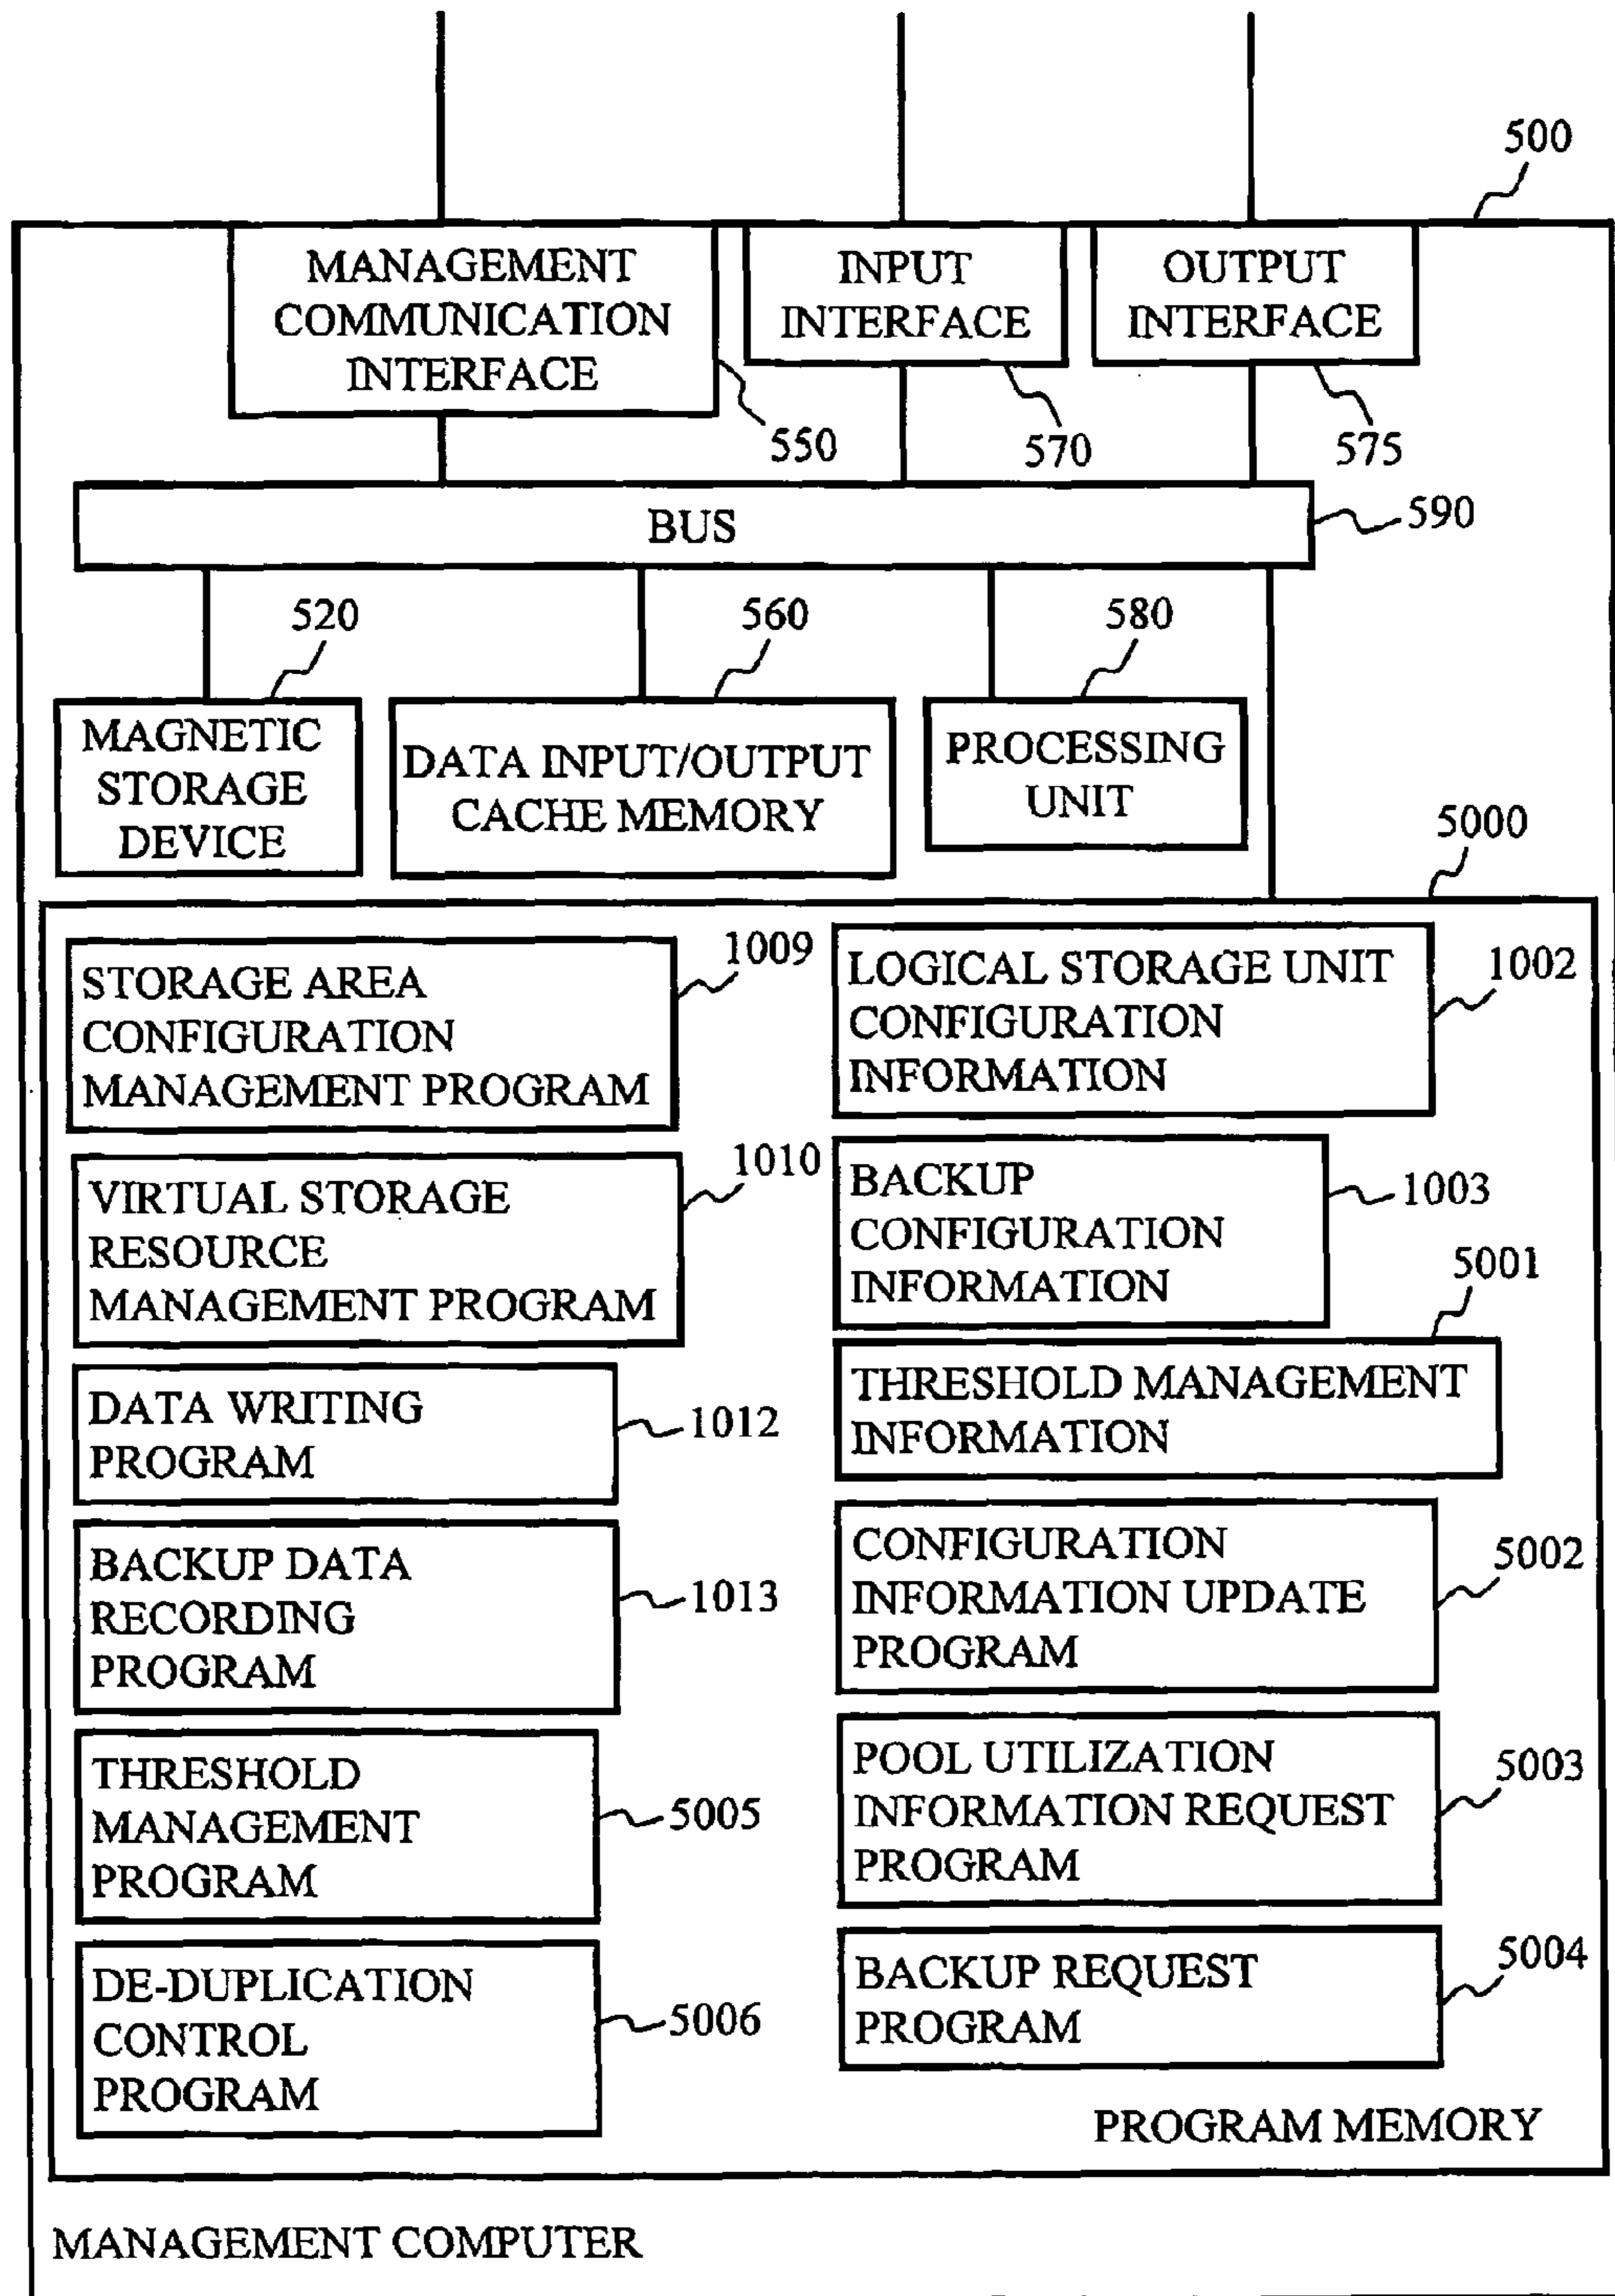 500
MANAGEMENT
COMMUNICATION
INTERFACE
INPUT
INTERFACE
OUTPUT
INTERFACE
550
570
575
BUS
590
520
560
580
MAGNETIC
STORAGE
DEVICE
DATA INPUT/OUTPUT
CACHE MEMORY
PROCESSING
UNIT
5000
STORAGE AREA
CONFIGURATION
MANAGEMENT PROGRAM
1009
LOGICAL STORAGE UNIT
CONFIGURATION
INFORMATION
1002
VIRTUAL STORAGE
RESOURCE
MANAGEMENT PROGRAM
1010
BACKUP
CONFIGURATION
INFORMATION
1003
5001
DATA WRITING
PROGRAM
1012
THRESHOLD MANAGEMENT
INFORMATION
BACKUP DATA
RECORDING
PROGRAM
1013
CONFIGURATION
INFORMATION UPDATE
PROGRAM
5002
THRESHOLD
MANAGEMENT
PROGRAM
5005
POOL UTILIZATION
INFORMATION REQUEST
PROGRAM
5003
DE-DUPLICATION
CONTROL
PROGRAM
5006
BACKUP REQUEST
PROGRAM
5004
PROGRAM MEMORY
MANAGEMENT COMPUTER